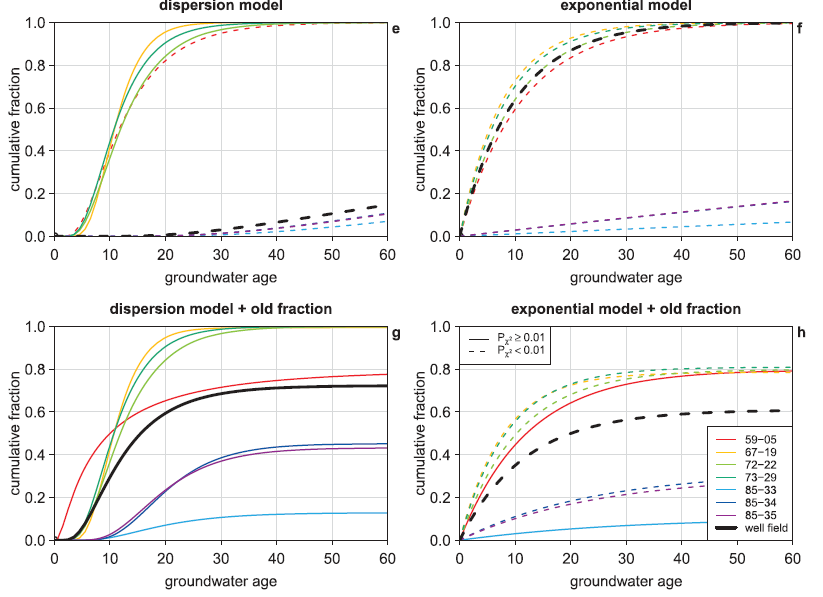 dispersion model
exponential model
e
f
cumulative fraction
1.0
0.8
0.6
0.4
0.2
0.0
0 10 20 30 40 50 60
groundwater age
cumulative fraction
1.0
0.8
0.6
0.4
0.2
0.0
0 10 20 30 40 50 60
groundwater age
dispersion model + old fraction
exponential model + old fraction
g
h
cumulative fraction
1.0
0.8
0.6
0.4
0.2
0.0
0 10 20 30 40 50 60
groundwater age
cumulative fraction
1.0
0.8
0.6
0.4
0.2
0.0
0 10 20 30 40 50 60
groundwater age
Pχ² ≥ 0.01
Pχ² < 0.01
59−05
67−19
72−22
73−29
85−33
85−34
85−35
well field